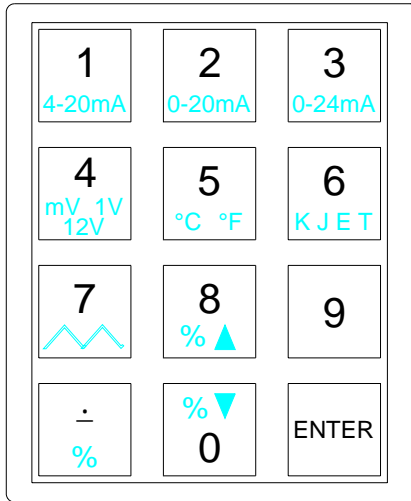 1
4-20mA
2
0-20mA
3
0-24mA
4
mV 1V
12V
5
°C °F
6
K J E T
7
8
% ▲
9
.
%
% ▼
0
ENTER